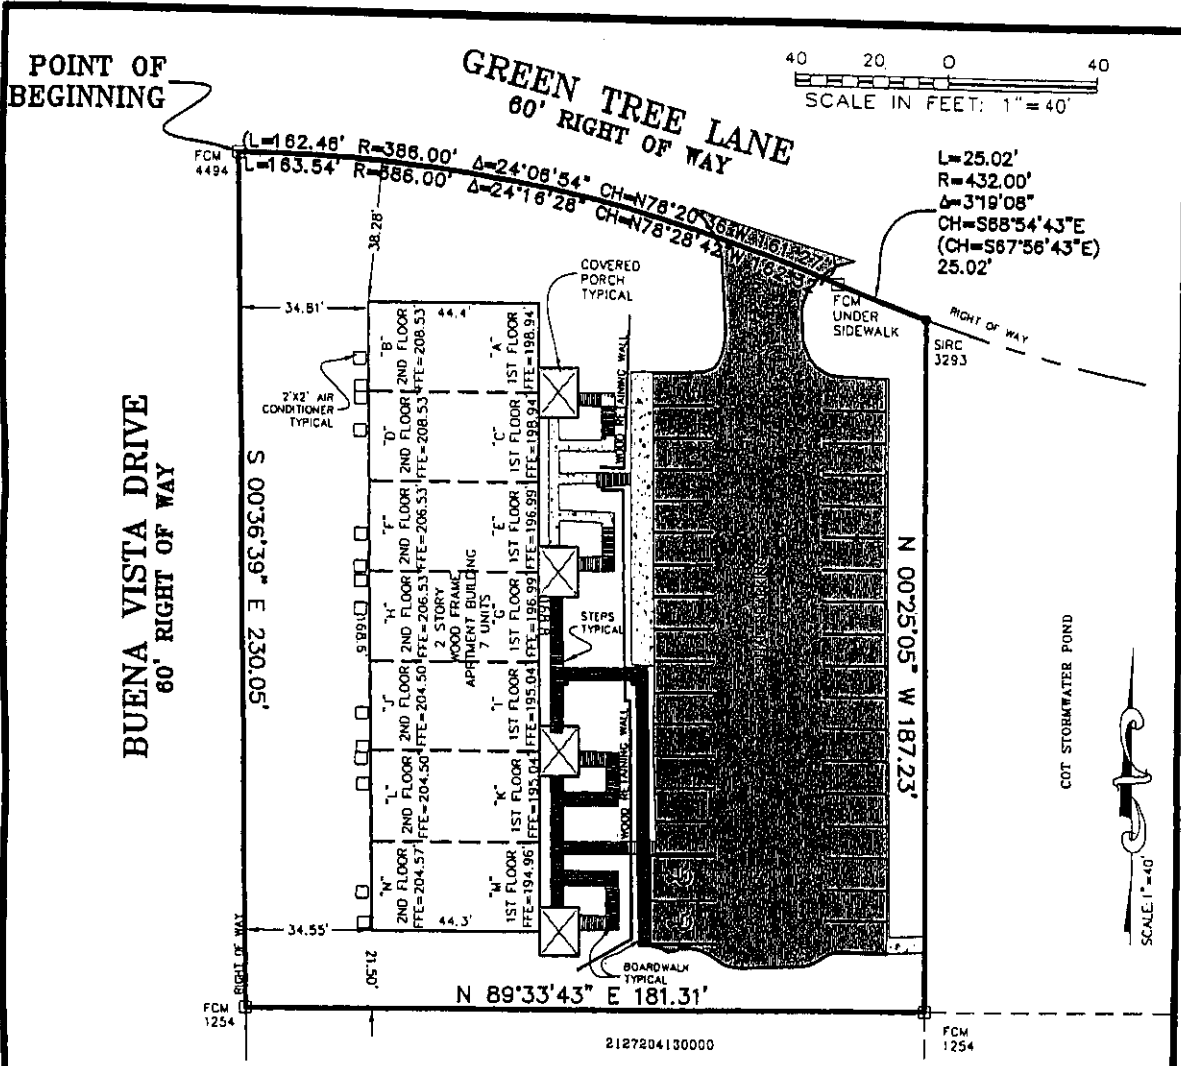 POINT OF
BEGINNING
GREEN TREE LANE
60' RIGHT OF WAY
40 20 0 40
SCALE IN FEET: 1"=40'
FCM
4494
(L=162.46' R=386.00' Δ=24°06'54" CH=N76°20'36"W
L=163.54' R=386.00' Δ=24°16'28" CH=N78°28'42"W
L=25.02'
R=432.00'
Δ=3°19'08"
CH=S68°54'43"E
(CH=S67°56'43"E)
25.02'
FCM
UNDER
SIDEWALK
RIGHT OF WAY
SIRC
3293
38.28'
COVERED
PORCH
TYPICAL
34.81'
44.4'
2'X2' AIR
CONDITIONER
TYPICAL
"B"
2ND FLOOR
FFE=208.53'
"A"
1ST FLOOR
FFE=198.94'
"D"
2ND FLOOR
FFE=208.53'
"C"
1ST FLOOR
FFE=198.94'
"F"
2ND FLOOR
FFE=206.53'
"E"
1ST FLOOR
FFE=196.99'
"H"
2ND FLOOR
FFE=206.53'
"G"
1ST FLOOR
FFE=196.99'
2 STORY
WOOD FRAME
APRTMENT BUILDING
7 UNITS
"J"
2ND FLOOR
FFE=204.50'
"I"
1ST FLOOR
FFE=195.04'
"L"
2ND FLOOR
FFE=204.50'
"K"
1ST FLOOR
FFE=195.04'
"N"
2ND FLOOR
FFE=204.57'
"M"
1ST FLOOR
FFE=194.96'
168.5'
WOOD RETAINING WALL
STEPS
TYPICAL
WOOD RETAINING WALL
BUENA VISTA DRIVE
60' RIGHT OF WAY
S 00°36'39" E 230.05'
N 00°25'05" W 187.23'
COT STORMWATER POND
SCALE: 1"=40'
34.55'
44.3'
21.50'
RIGHT OF WAY
BOARDWALK
TYPICAL
N 89°33'43" E 181.31'
FCM
1254
FCM
1254
2127204130000